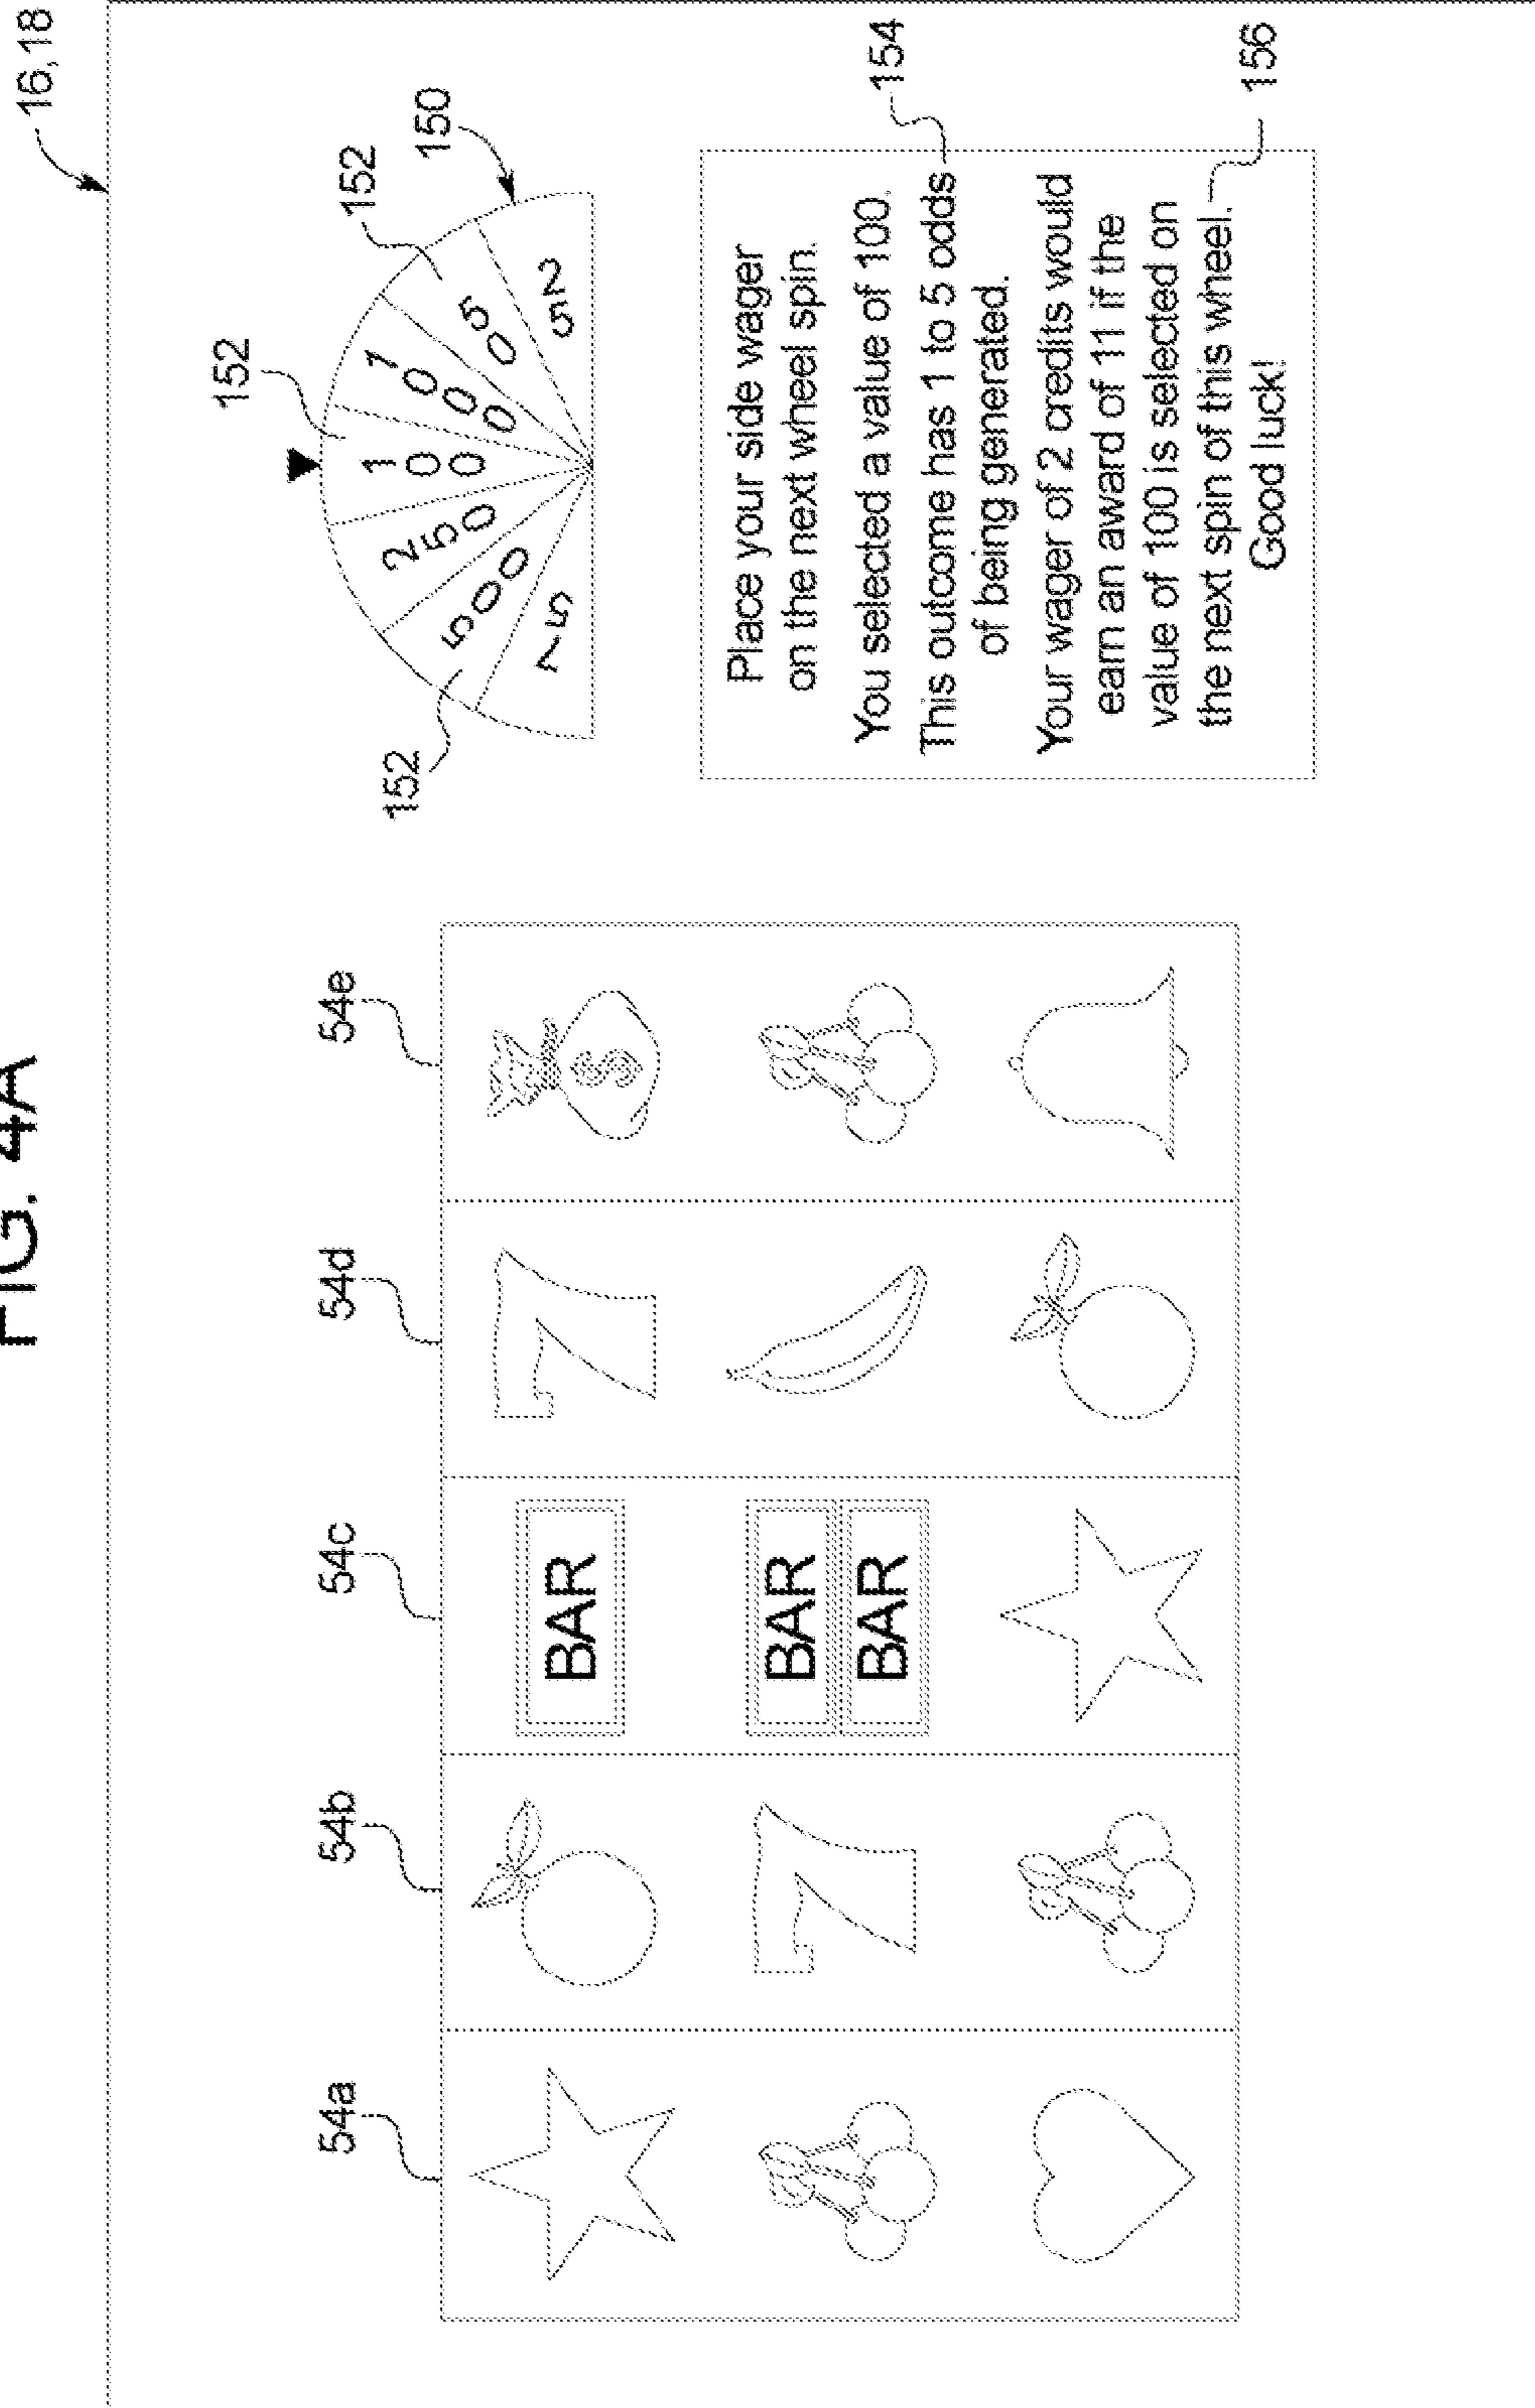 FIG. 4A
16,18
152
152
150
152
75
500
250
100
1000
50
25
Place your side wager
on the next wheel spin.
You selected a value of 100.
This outcome has 1 to 5 odds
of being generated.
154
Your wager of 2 credits would
earn an award of 11 if the
value of 100 is selected on
the next spin of this wheel.
156
Good luck!
54a
54b
54c
54d
54e
BAR
7
$
7
BAR
BAR